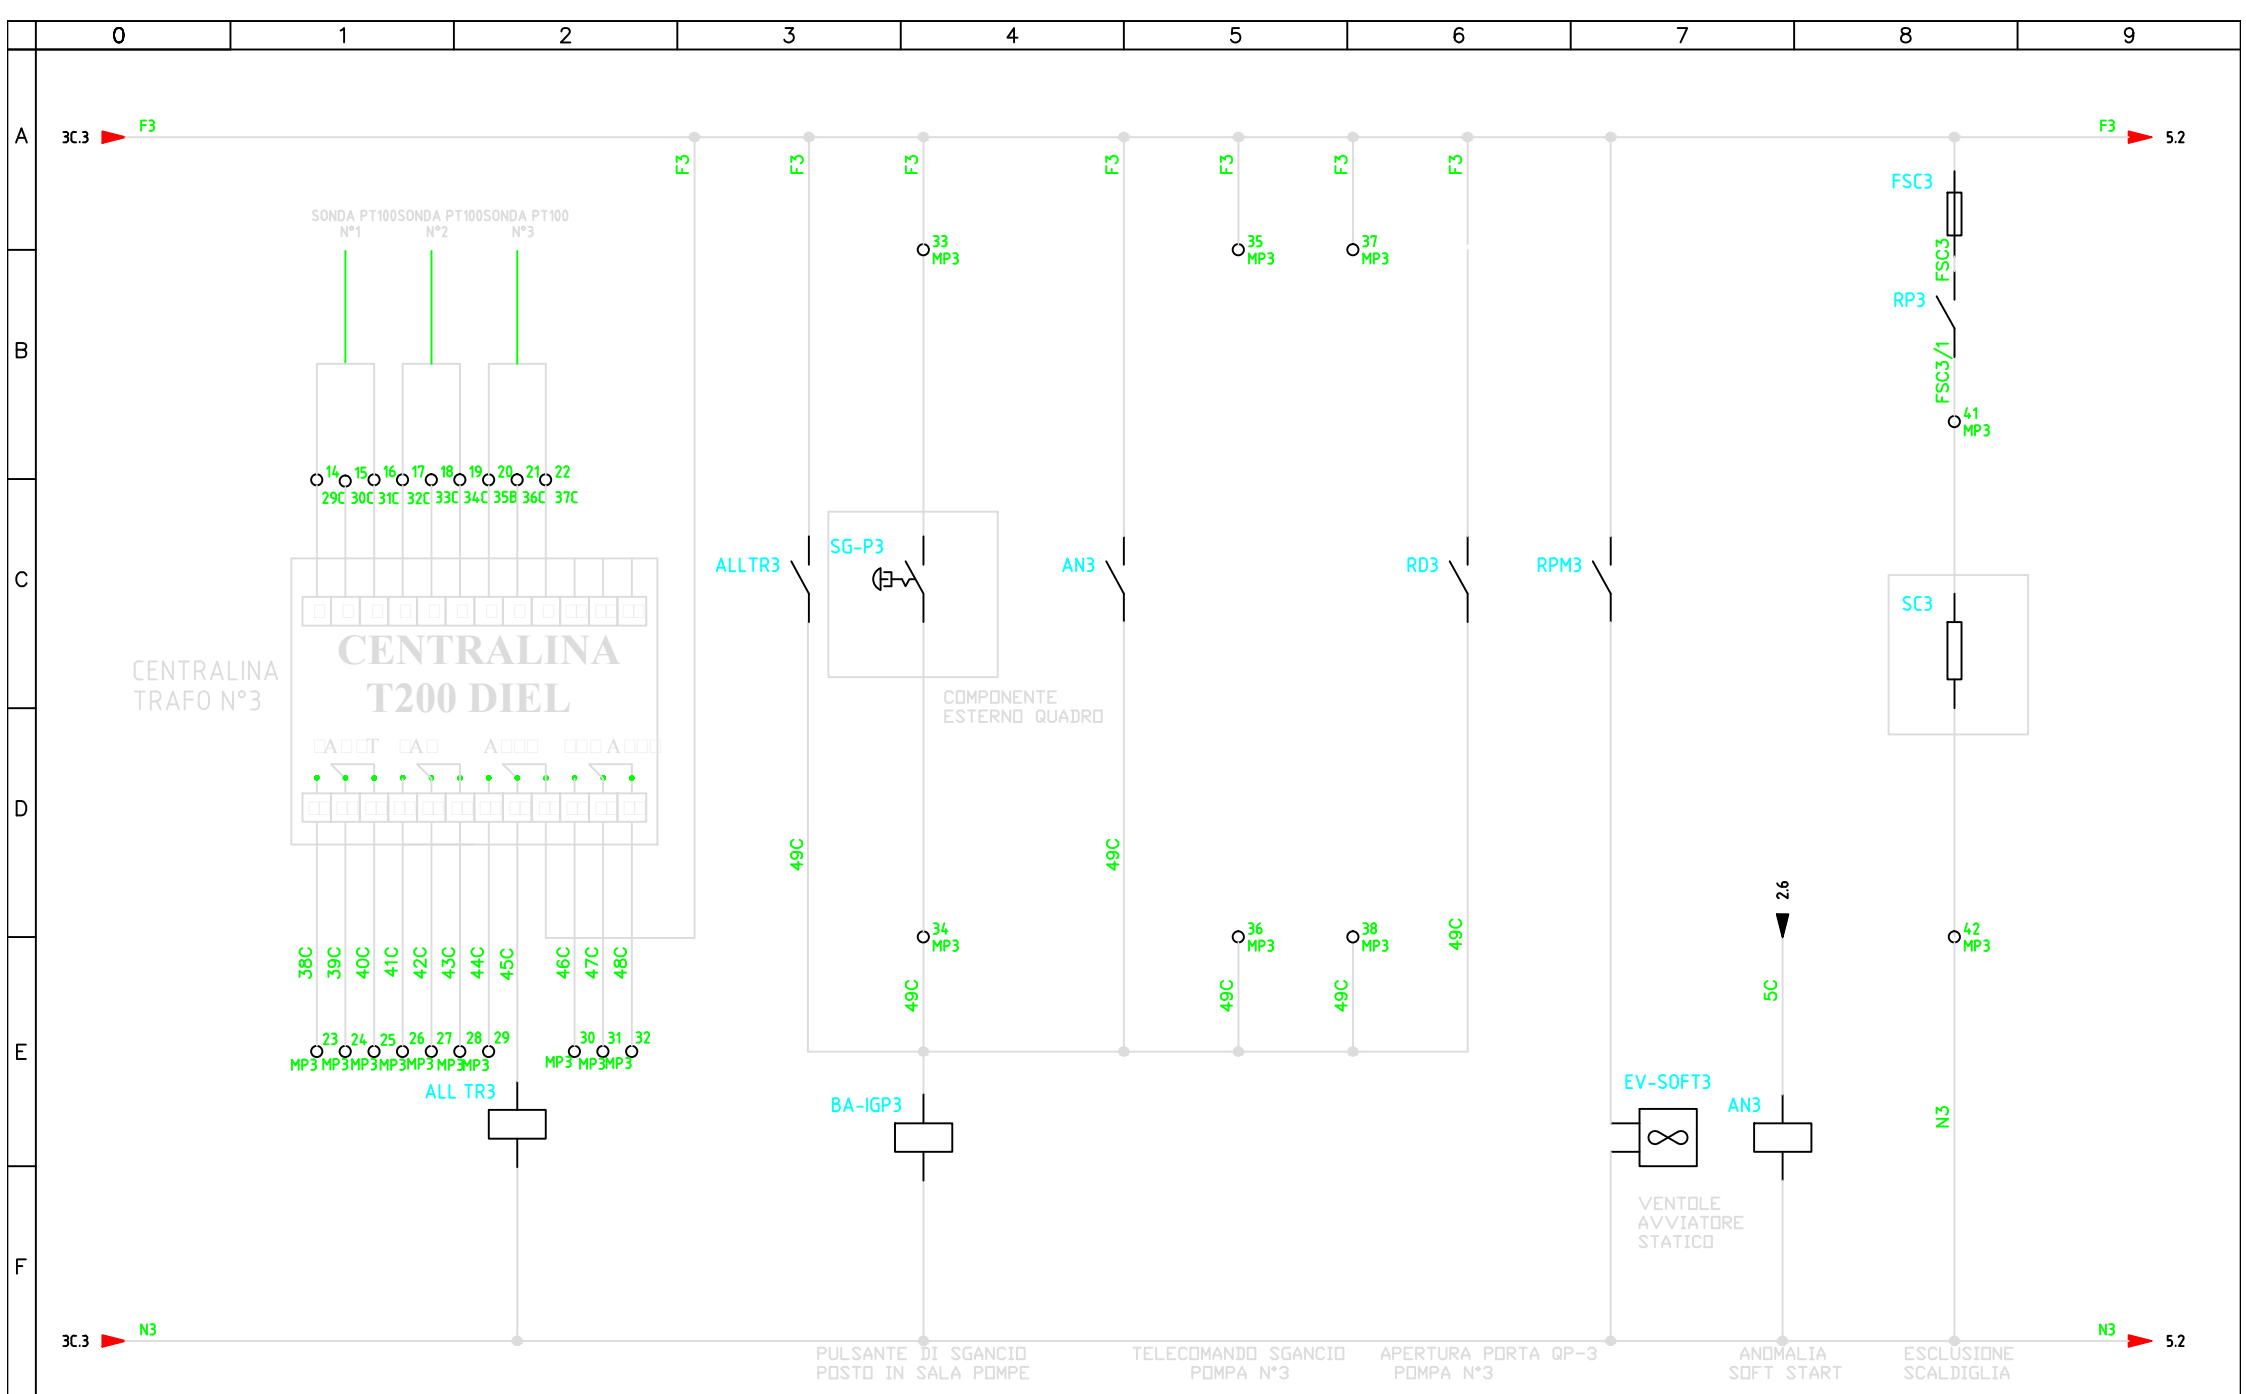 0 1 2 3 4 5 6 7 8 9
A
B
C
D
E
F
3C.3 F3
F3 5.2
F3 F3 F3 F3 F3 F3 F3
SONDA PT100 SONDA PT100 SONDA PT100
N°1 N°2 N°3
33
MP3
35
MP3
37
MP3
FSC3
FSC3
RP3
FSC3/1
41
MP3
14 15 16 17 18 19 20 21 22
29C 30C 31C 32C 33C 34C 35B 36C 37C
ALLTR3
SG-P3
AN3
RD3
RPM3
SC3
CENTRALINA
TRAFO N°3
CENTRALINA
T200 DIEL
COMPONENTE
ESTERNO QUADRO
49C 49C 49C
2.6
34
MP3
36
MP3
38
MP3
42
MP3
38C 39C 40C 41C 42C 43C 44C 45C 46C 47C 48C
49C 49C 49C
5C
23 24 25 26 27 28 29 30 31 32
MP3 MP3 MP3 MP3 MP3 MP3 MP3 MP3 MP3 MP3
ALL TR3
BA-IGP3
EV-SOFT3
AN3
N3
VENTOLE
AVVIATORE
STATICO
3C.3 N3
N3 5.2
PULSANTE DI SGANCIO
POSTO IN SALA POMPE
TELECOMANDO SGANCIO
POMPA N°3
APERTURA PORTA QP-3
POMPA N°3
ANOMALIA
SOFT START
ESCLUSIONE
SCALDIGLIA